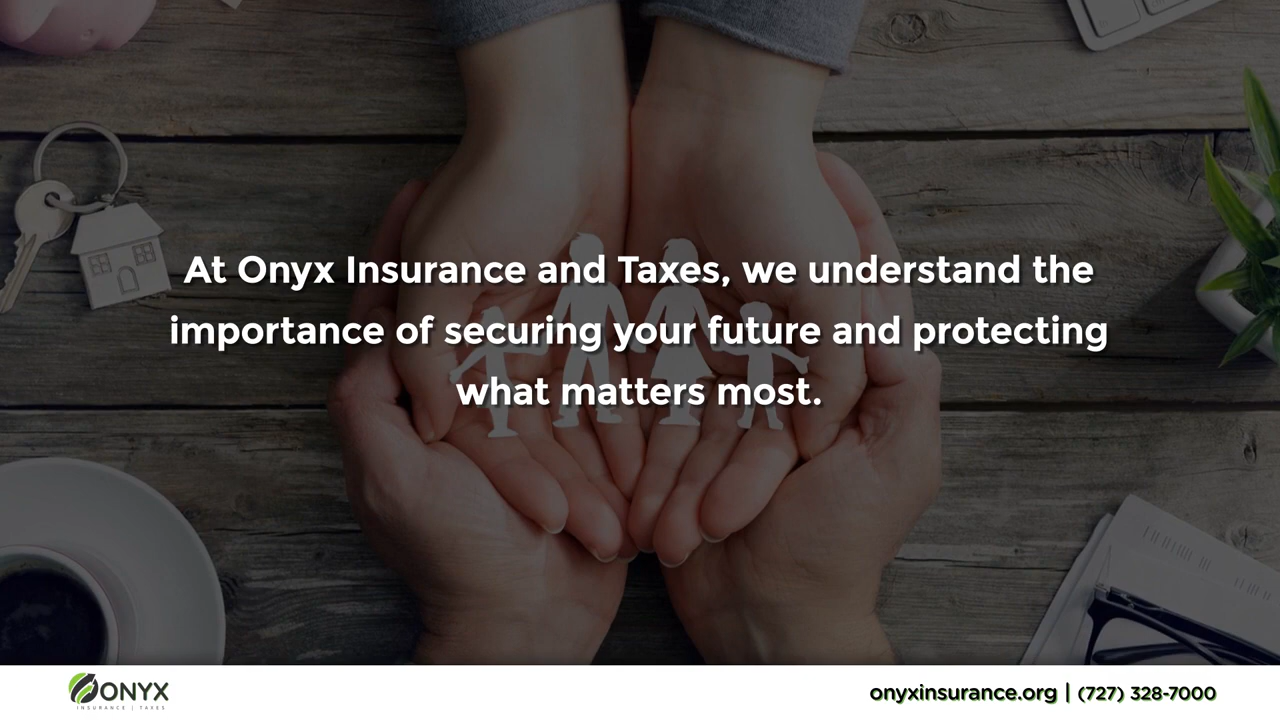 At Onyx Insurance and Taxes, we understand the
importance of securing your future and protecting
what matters most.
ONYX
INSURANCE | TAXES
onyxinsurance.org | (727) 328-7000